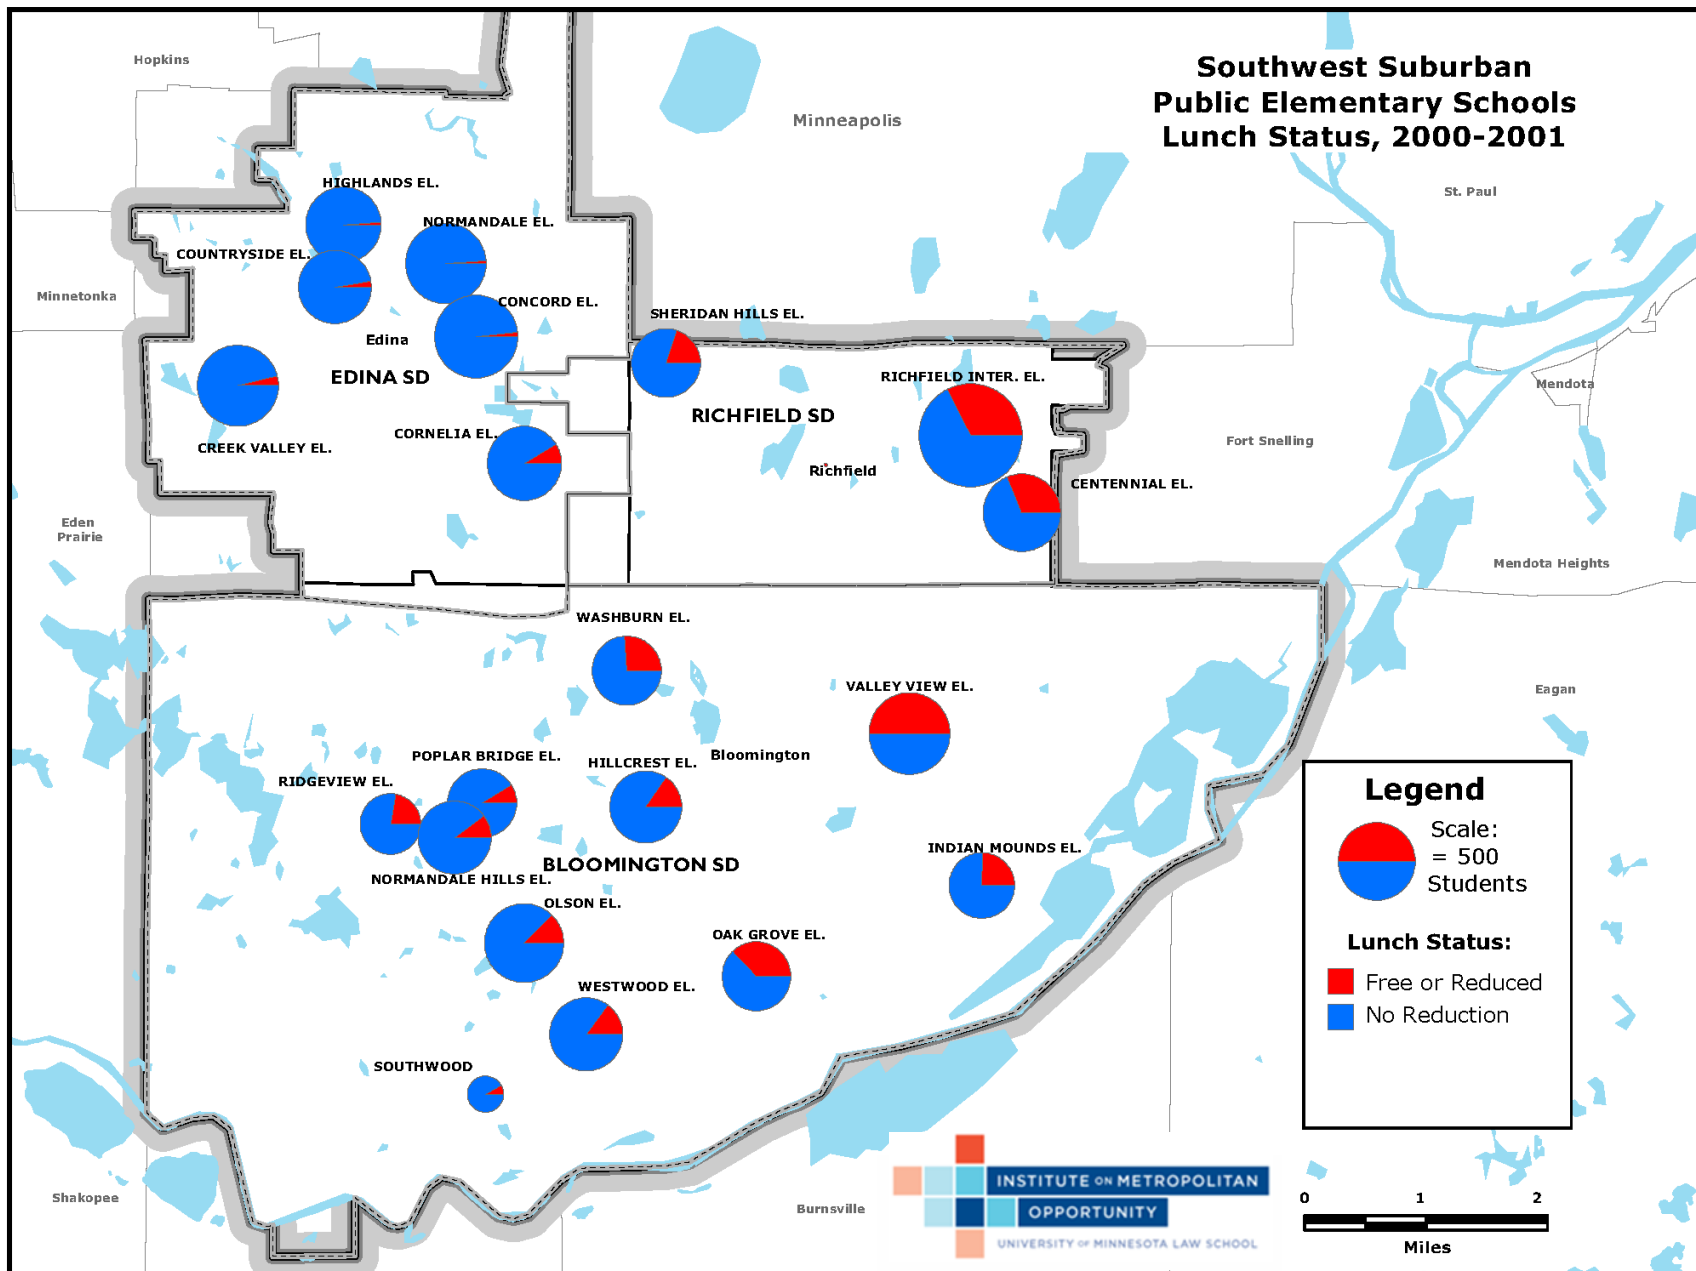 Southwest Suburban
Public Elementary Schools
Lunch Status, 2000-2001
Hopkins
Minneapolis
St. Paul
HIGHLANDS EL.
NORMANDALE EL.
COUNTRYSIDE EL.
Minnetonka
CONCORD EL.
SHERIDAN HILLS EL.
Edina
EDINA SD
RICHFIELD INTER. EL.
Mendota
RICHFIELD SD
CORNELIA EL.
CREEK VALLEY EL.
Fort Snelling
Richfield
CENTENNIAL EL.
Eden
Prairie
Mendota Heights
WASHBURN EL.
VALLEY VIEW EL.
Eagan
POPLAR BRIDGE EL.
HILLCREST EL.
Bloomington
RIDGEVIEW EL.
BLOOMINGTON SD
INDIAN MOUNDS EL.
NORMANDALE HILLS EL.
OLSON EL.
OAK GROVE EL.
WESTWOOD EL.
SOUTHWOOD
Legend
Scale:
= 500
Students
Lunch Status:
Free or Reduced
No Reduction
Shakopee
Burnsville
INSTITUTE ON METROPOLITAN
OPPORTUNITY
UNIVERSITY OF MINNESOTA LAW SCHOOL
0 1 2
Miles